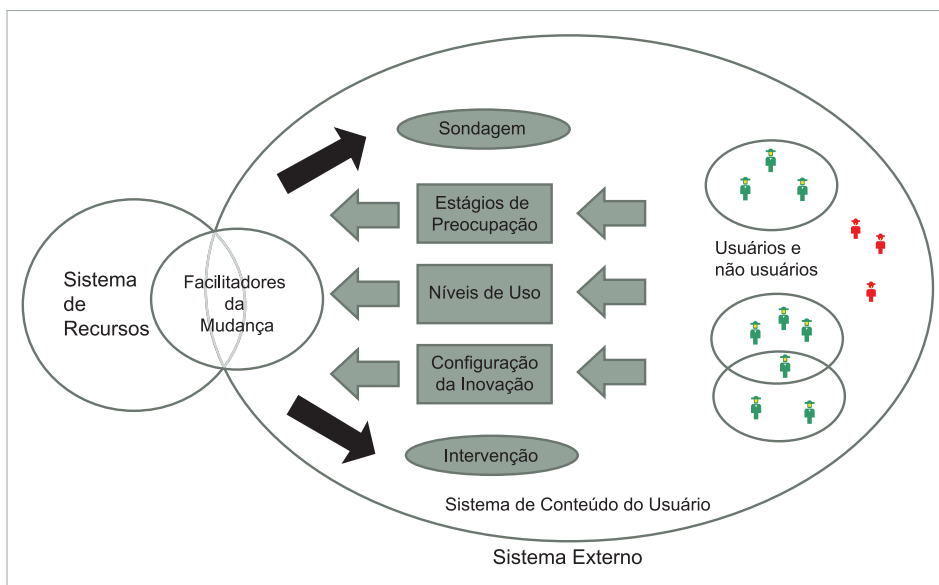 Sondagem
Estágios de
Preocupação
Usuários e
não usuários
Sistema
de
Recursos
Facilitadores
da
Mudança
Níveis de Uso
Configuração
da Inovação
Intervenção
Sistema de Conteúdo do Usuário
Sistema Externo